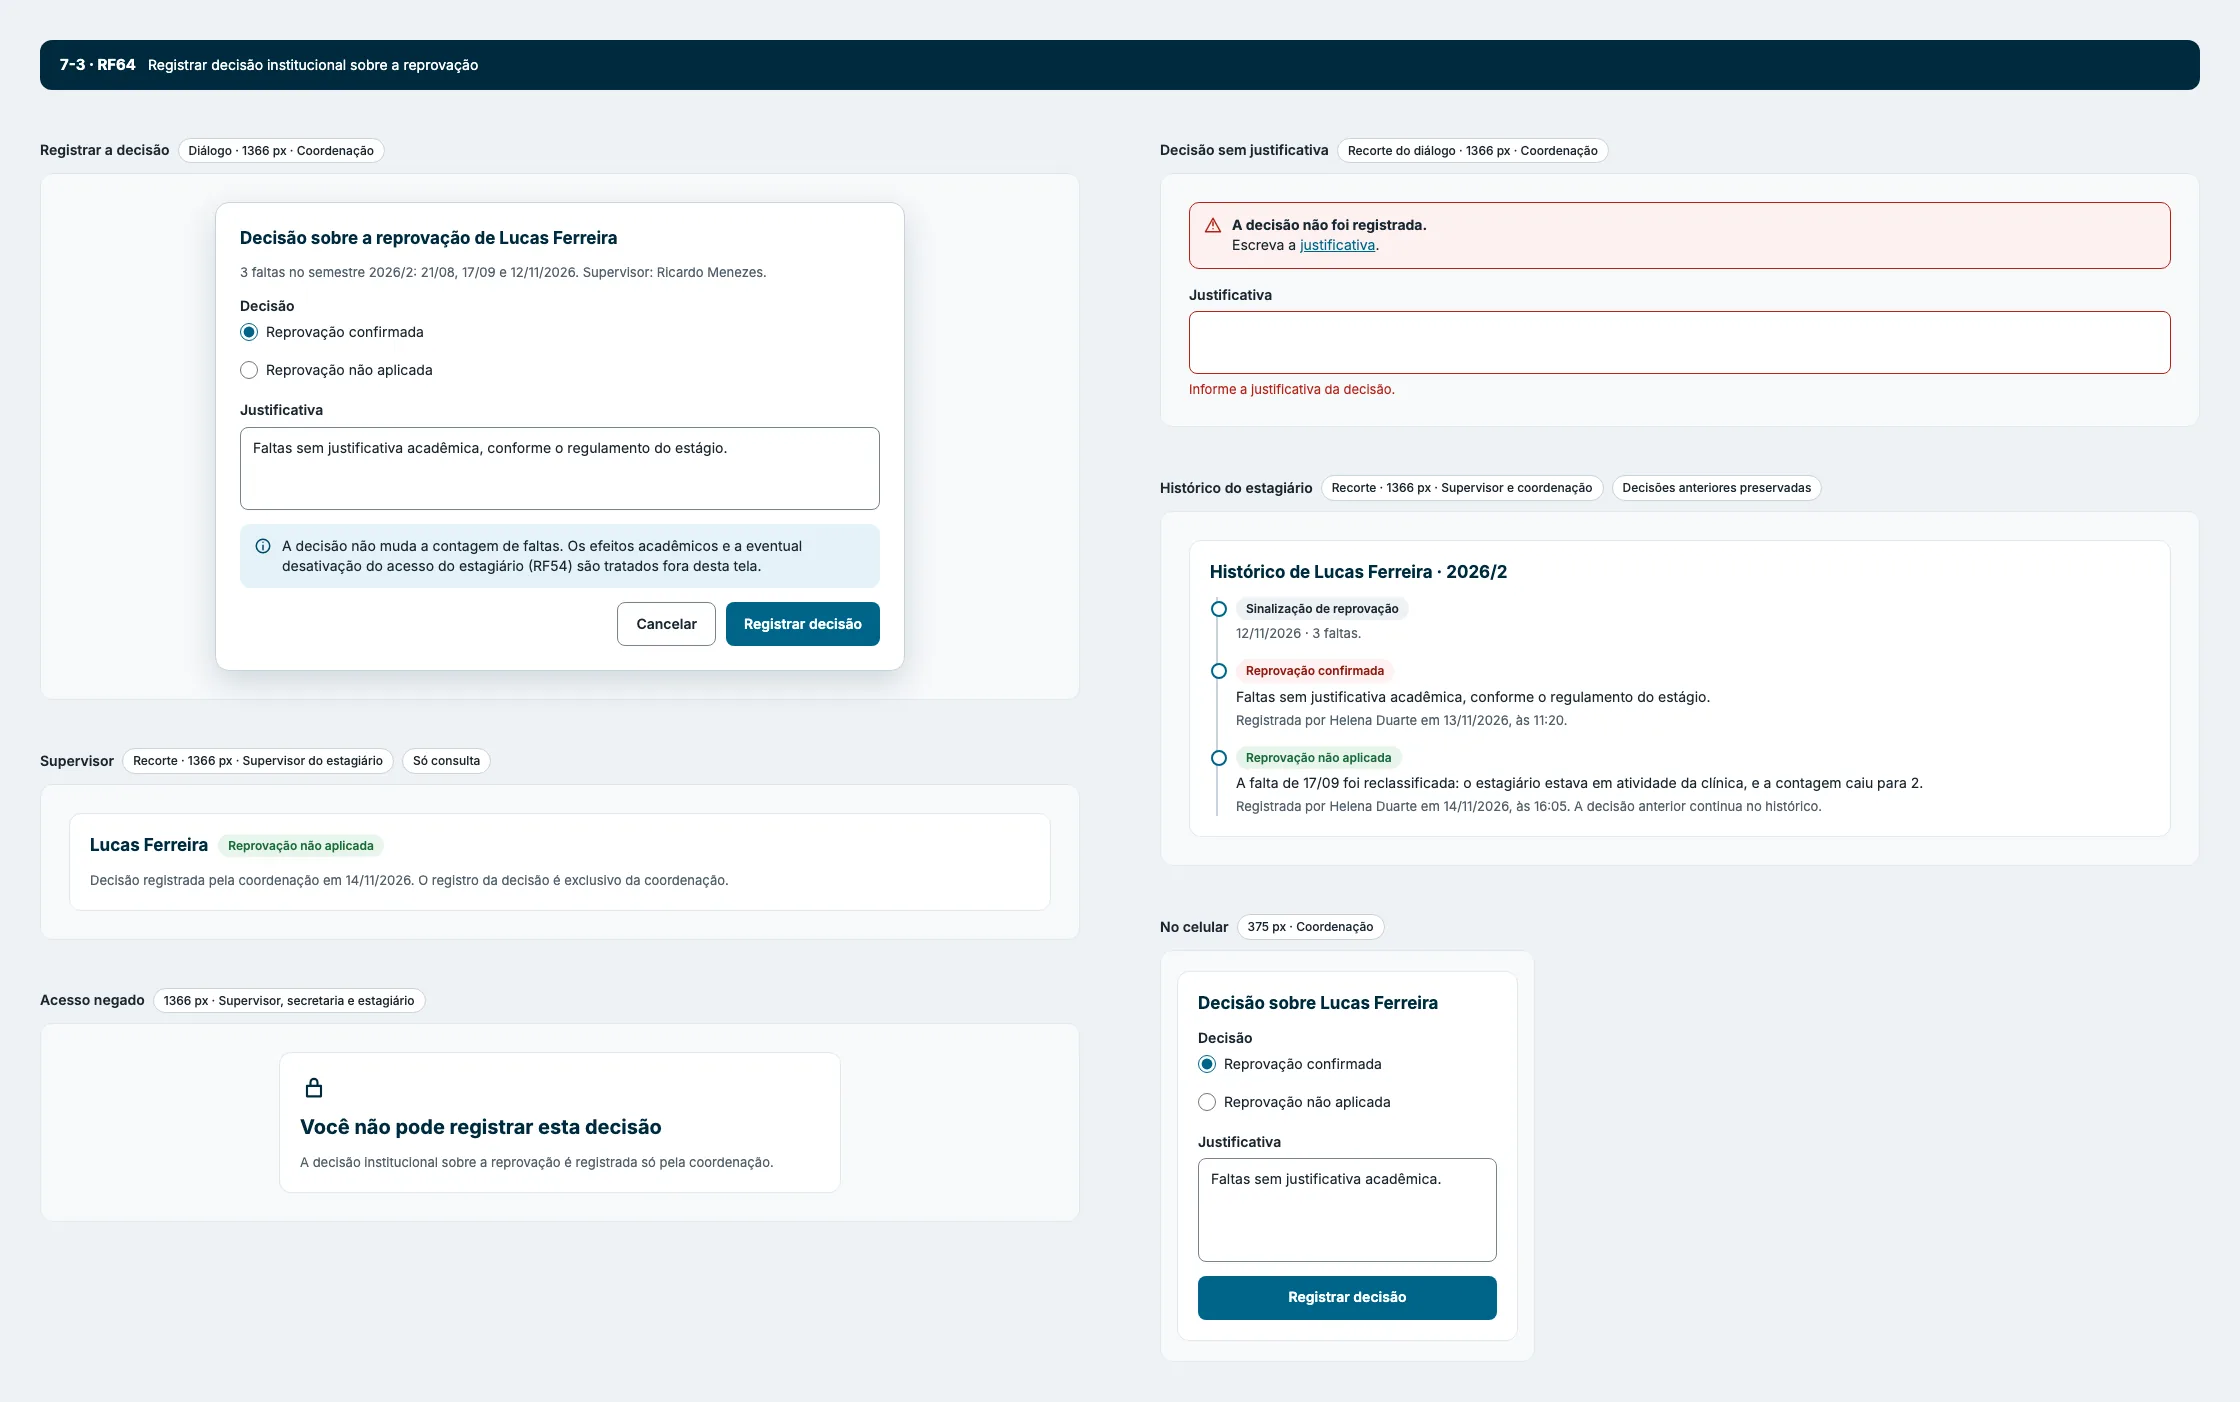 7-3 · RF64 Registrar decisão institucional sobre a reprovação
Registrar a decisão
Diálogo · 1366 px · Coordenação
Decisão sobre a reprovação de Lucas Ferreira
3 faltas no semestre 2026/2: 21/08, 17/09 e 12/11/2026. Supervisor: Ricardo Menezes.
Decisão
Reprovação confirmada
Reprovação não aplicada
Justificativa
Faltas sem justificativa acadêmica, conforme o regulamento do estágio.
A decisão não muda a contagem de faltas. Os efeitos acadêmicos e a eventual
desativação do acesso do estagiário (RF54) são tratados fora desta tela.
Cancelar
Registrar decisão
Supervisor
Recorte · 1366 px · Supervisor do estagiário
Só consulta
Lucas Ferreira
Reprovação não aplicada
Decisão registrada pela coordenação em 14/11/2026. O registro da decisão é exclusivo da coordenação.
Acesso negado
1366 px · Supervisor, secretaria e estagiário
Você não pode registrar esta decisão
A decisão institucional sobre a reprovação é registrada só pela coordenação.
Decisão sem justificativa
Recorte do diálogo · 1366 px · Coordenação
A decisão não foi registrada.
Escreva a justificativa.
Justificativa
Informe a justificativa da decisão.
Histórico do estagiário
Recorte · 1366 px · Supervisor e coordenação
Decisões anteriores preservadas
Histórico de Lucas Ferreira · 2026/2
Sinalização de reprovação
12/11/2026 · 3 faltas.
Reprovação confirmada
Faltas sem justificativa acadêmica, conforme o regulamento do estágio.
Registrada por Helena Duarte em 13/11/2026, às 11:20.
Reprovação não aplicada
A falta de 17/09 foi reclassificada: o estagiário estava em atividade da clínica, e a contagem caiu para 2.
Registrada por Helena Duarte em 14/11/2026, às 16:05. A decisão anterior continua no histórico.
No celular
375 px · Coordenação
Decisão sobre Lucas Ferreira
Decisão
Reprovação confirmada
Reprovação não aplicada
Justificativa
Faltas sem justificativa acadêmica.
Registrar decisão